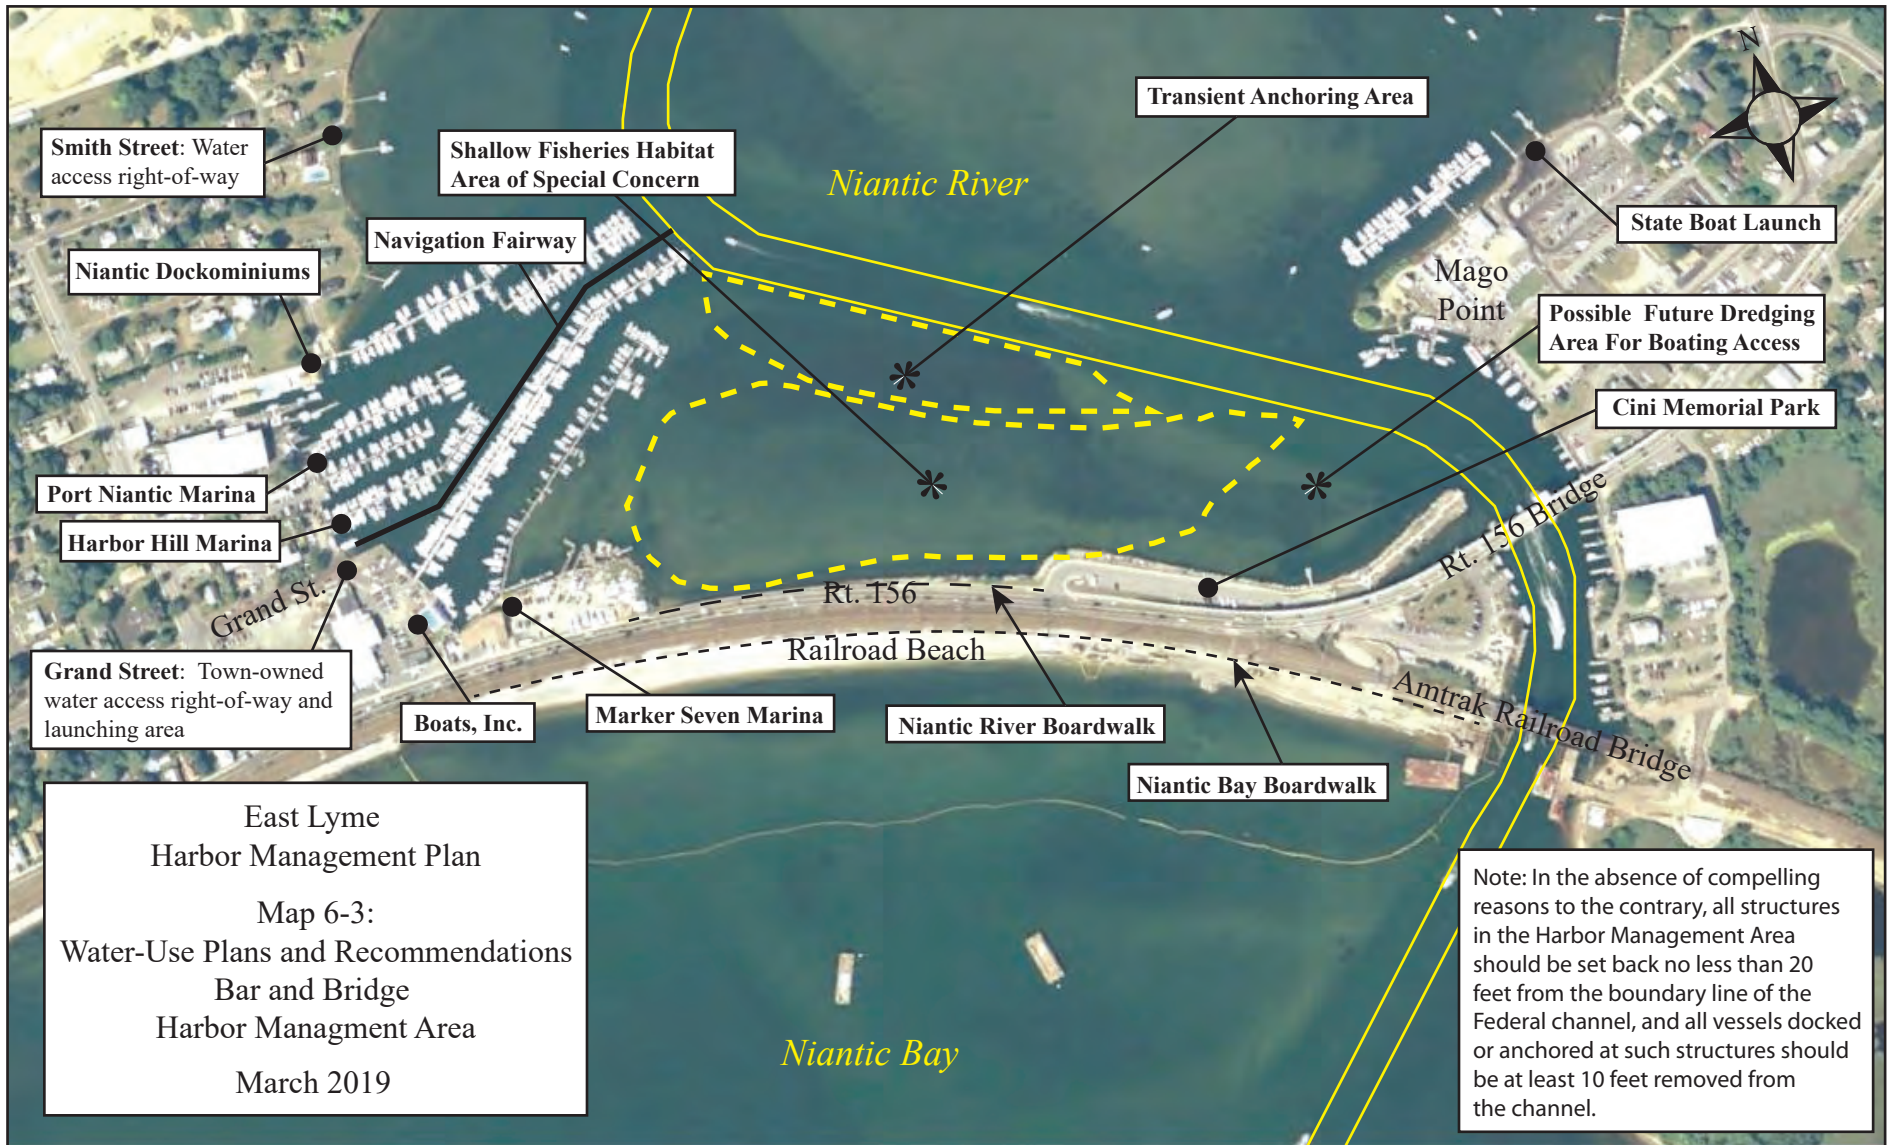 N
Transient Anchoring Area
Smith Street: Water
access right-of-way
Shallow Fisheries Habitat
Area of Special Concern
Niantic River
State Boat Launch
Navigation Fairway
Niantic Dockominiums
Mago
Point
Possible Future Dredging
Area For Boating Access
Cini Memorial Park
Port Niantic Marina
Harbor Hill Marina
Rt. 156 Bridge
Grand St.
Rt. 156
Railroad Beach
Grand Street: Town-owned
water access right-of-way and
launching area
Boats, Inc.
Marker Seven Marina
Niantic River Boardwalk
Niantic Bay Boardwalk
Amtrak Railroad Bridge
East Lyme
Harbor Management Plan
Map 6-3:
Water-Use Plans and Recommendations
Bar and Bridge
Harbor Managment Area
March 2019
Niantic Bay
Note: In the absence of compelling
reasons to the contrary, all structures
in the Harbor Management Area
should be set back no less than 20
feet from the boundary line of the
Federal channel, and all vessels docked
or anchored at such structures should
be at least 10 feet removed from
the channel.